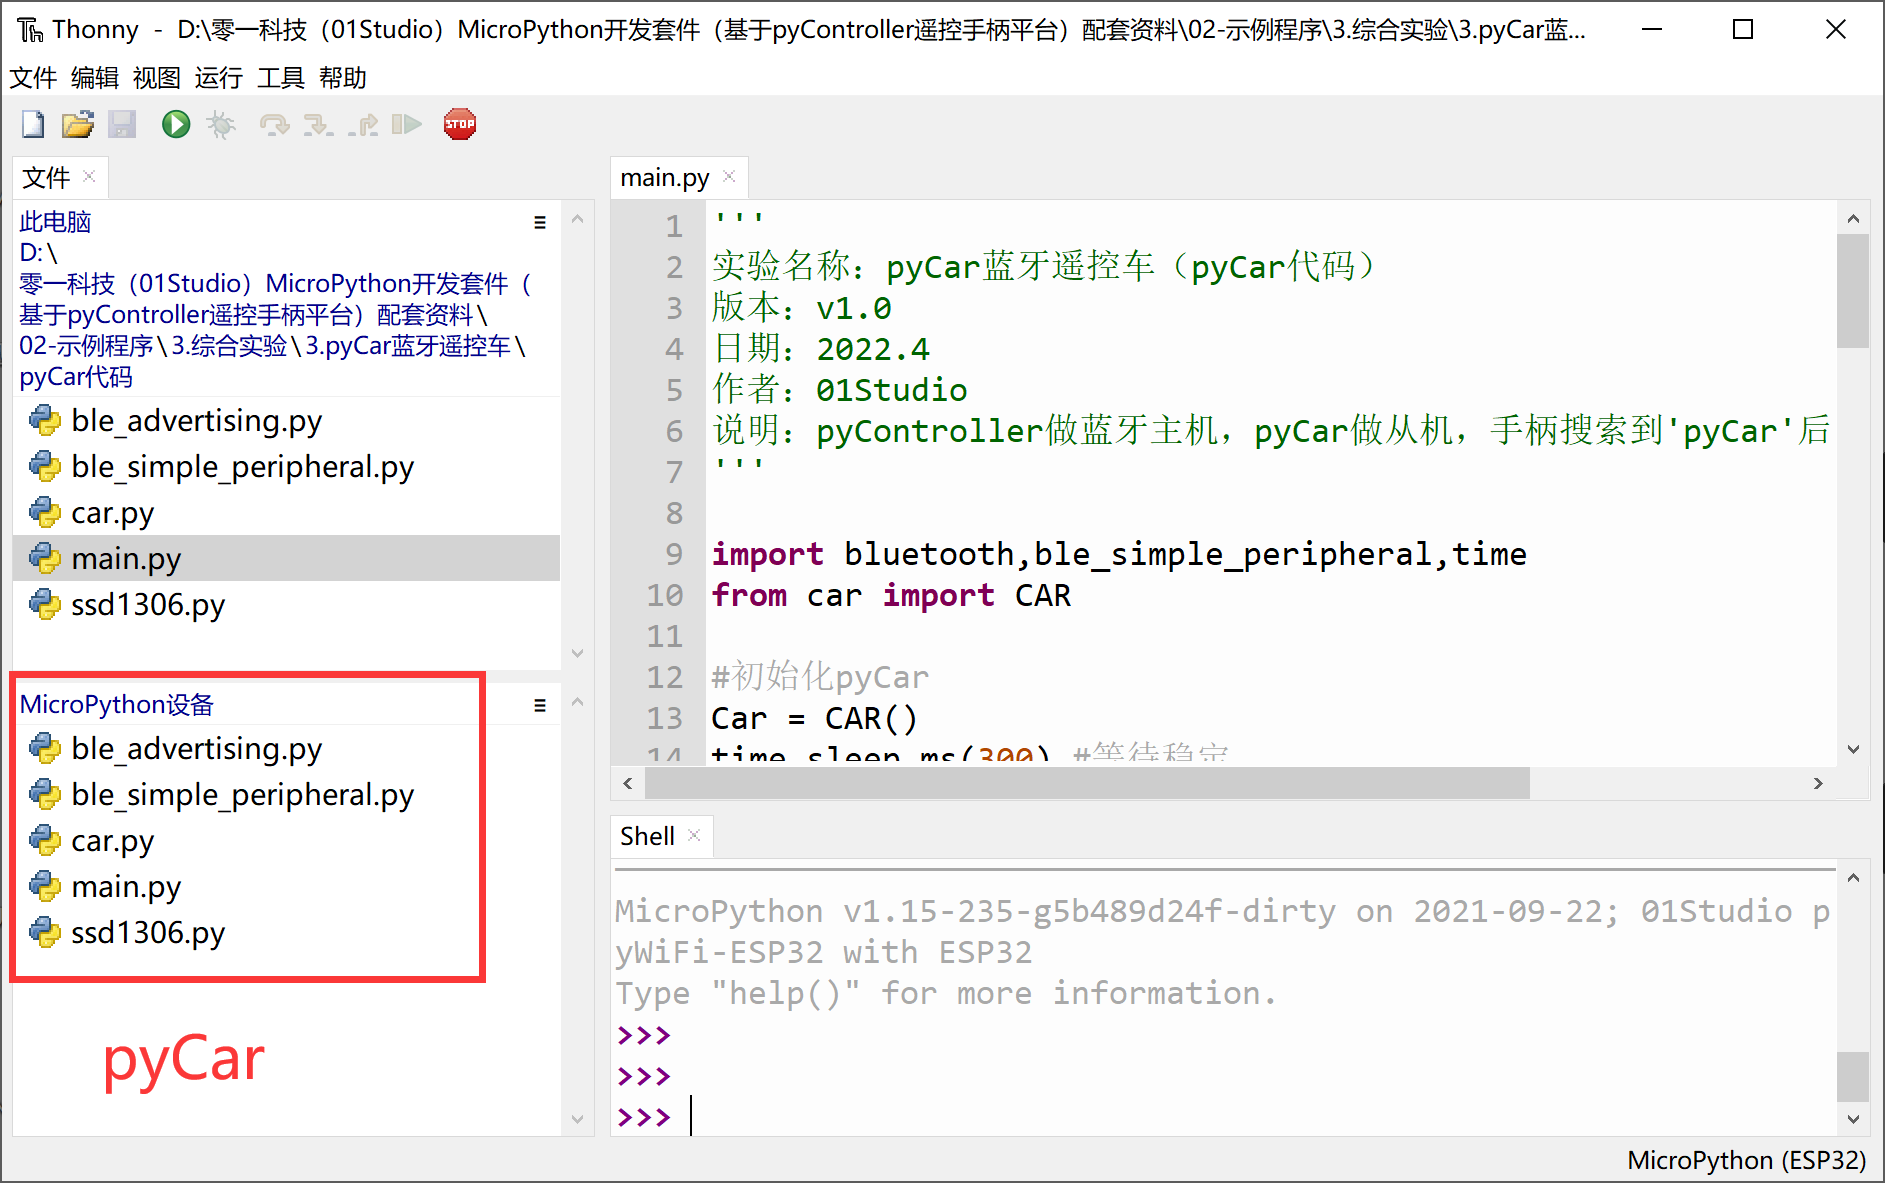 Thonny - D:\零一科技（01Studio）MicroPython开发套件（基于pyController遥控手柄平台）配套资料\02-示例程序\3.综合实验\3.pyCar蓝...
文件 编辑 视图 运行 工具 帮助
STOP
文件
此电脑
D:\
零一科技（01Studio）MicroPython开发套件（
基于pyController遥控手柄平台）配套资料\
02-示例程序\3.综合实验\3.pyCar蓝牙遥控车\
pyCar代码
ble_advertising.py
ble_simple_peripheral.py
car.py
main.py
ssd1306.py
MicroPython设备
ble_advertising.py
ble_simple_peripheral.py
car.py
main.py
ssd1306.py
pyCar
main.py
1 '''
2 实验名称：pyCar蓝牙遥控车（pyCar代码）
3 版本：v1.0
4 日期：2022.4
5 作者：01Studio
6 说明：pyController做蓝牙主机，pyCar做从机，手柄搜索到'pyCar'后
7 '''
8
9 import bluetooth,ble_simple_peripheral,time
10 from car import CAR
11
12 #初始化pyCar
13 Car = CAR()
14 time.sleep_ms(300) #等待稳定
Shell
MicroPython v1.15-235-g5b489d24f-dirty on 2021-09-22; 01Studio p
yWiFi-ESP32 with ESP32
Type "help()" for more information.
>>>
>>>
>>>
MicroPython (ESP32)